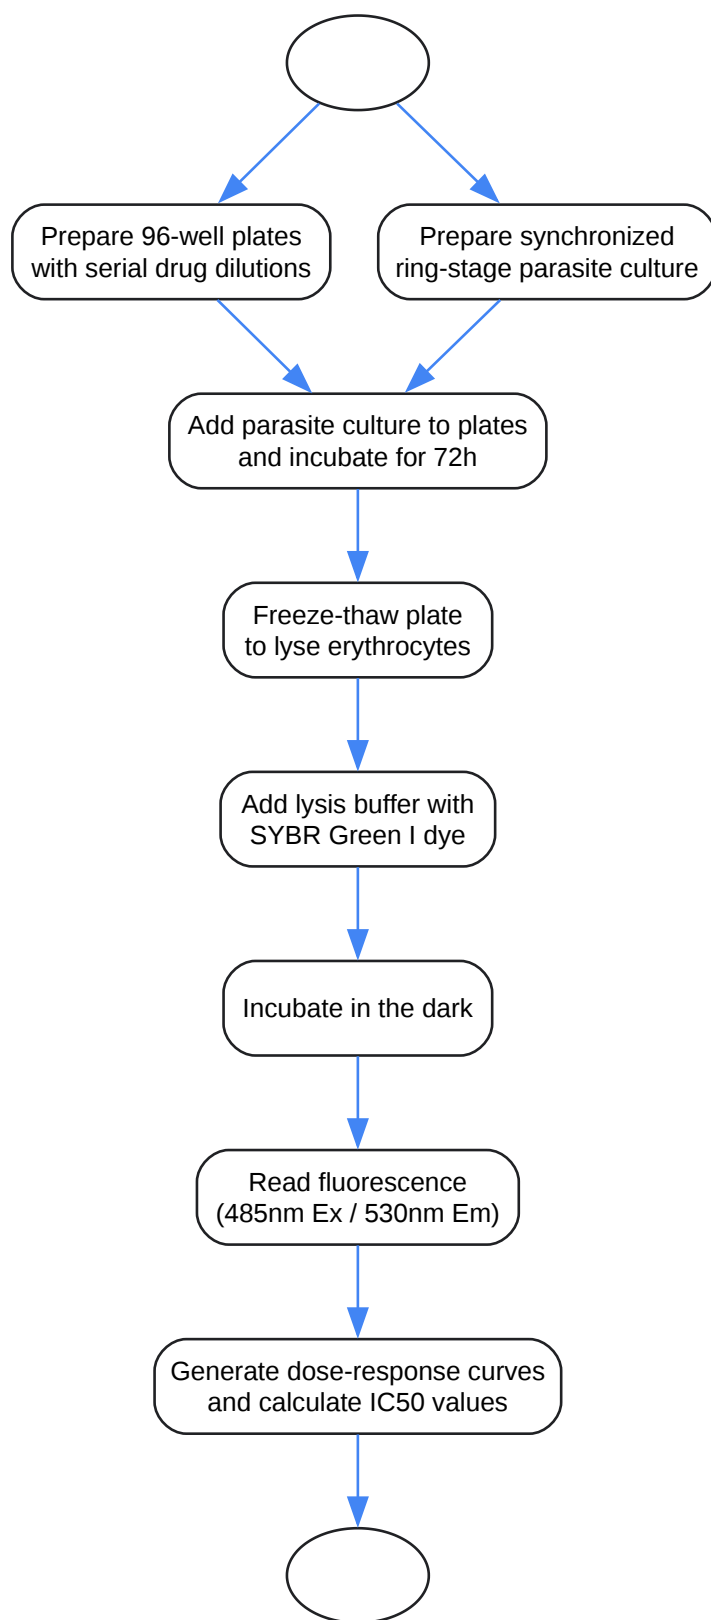 Prepare 96-well plates
with serial drug dilutions
Prepare synchronized
ring-stage parasite culture
Add parasite culture to plates
and incubate for 72h
Freeze-thaw plate
to lyse erythrocytes
Add lysis buffer with
SYBR Green I dye
Incubate in the dark
Read fluorescence
(485nm Ex / 530nm Em)
Generate dose-response curves
and calculate IC50 values